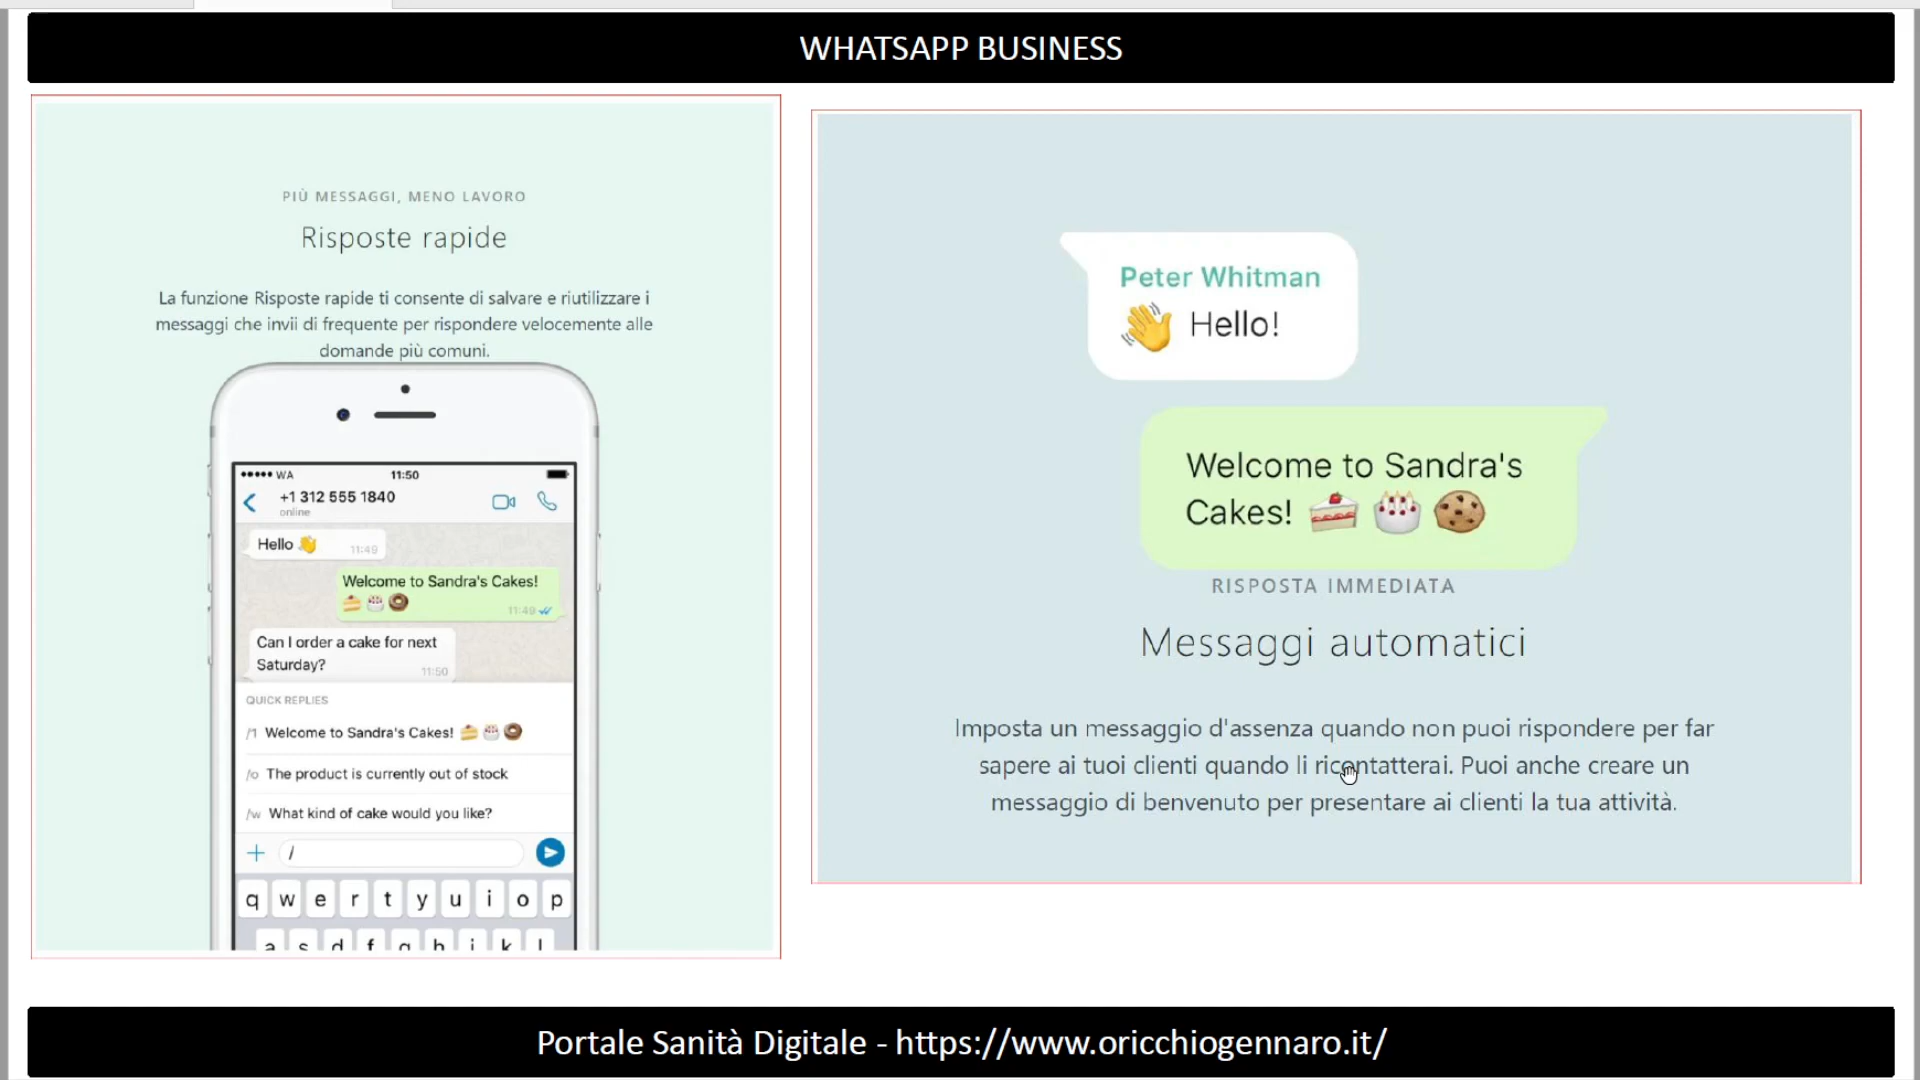 WHATSAPP BUSINESS
PIÙ MESSAGGI, MENO LAVORO
Risposte rapide
La funzione Risposte rapide ti consente di salvare e riutilizzare i
messaggi che invii di frequente per rispondere velocemente alle
domande più comuni.
WA 11:50
+1 312 555 1840
online
Hello 👋 11:49
Welcome to Sandra's Cakes!
🍰 🎂 🍩 11:49
Can I order a cake for next
Saturday? 11:50
QUICK REPLIES
/1 Welcome to Sandra's Cakes! 🍰 🎂 🍩
/o The product is currently out of stock
/w What kind of cake would you like?
/
q w e r t y u i o p
a s d f g h j k l
Peter Whitman
👋 Hello!
Welcome to Sandra's
Cakes! 🍰 🎂 🍪
RISPOSTA IMMEDIATA
Messaggi automatici
Imposta un messaggio d'assenza quando non puoi rispondere per far
sapere ai tuoi clienti quando li ricontatterai. Puoi anche creare un
messaggio di benvenuto per presentare ai clienti la tua attività.
Portale Sanità Digitale - https://www.oricchiogennaro.it/